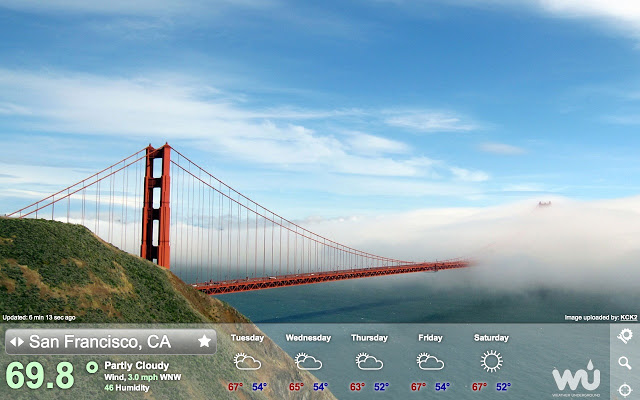 Updated: 6 min 13 sec ago
Image uploaded by: KCK2
San Francisco, CA
69.8 °
Partly Cloudy
Wind, 3.0 mph WNW
46 Humidity
Tuesday
67° 54°
Wednesday
65° 54°
Thursday
63° 52°
Friday
67° 54°
Saturday
67° 52°
WU
WEATHER UNDERGROUND